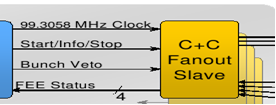 99.3058 MHz Clock
Start/Info/Stop
Bunch Veto
FEE Status
4
C+C
Fanout
Slave